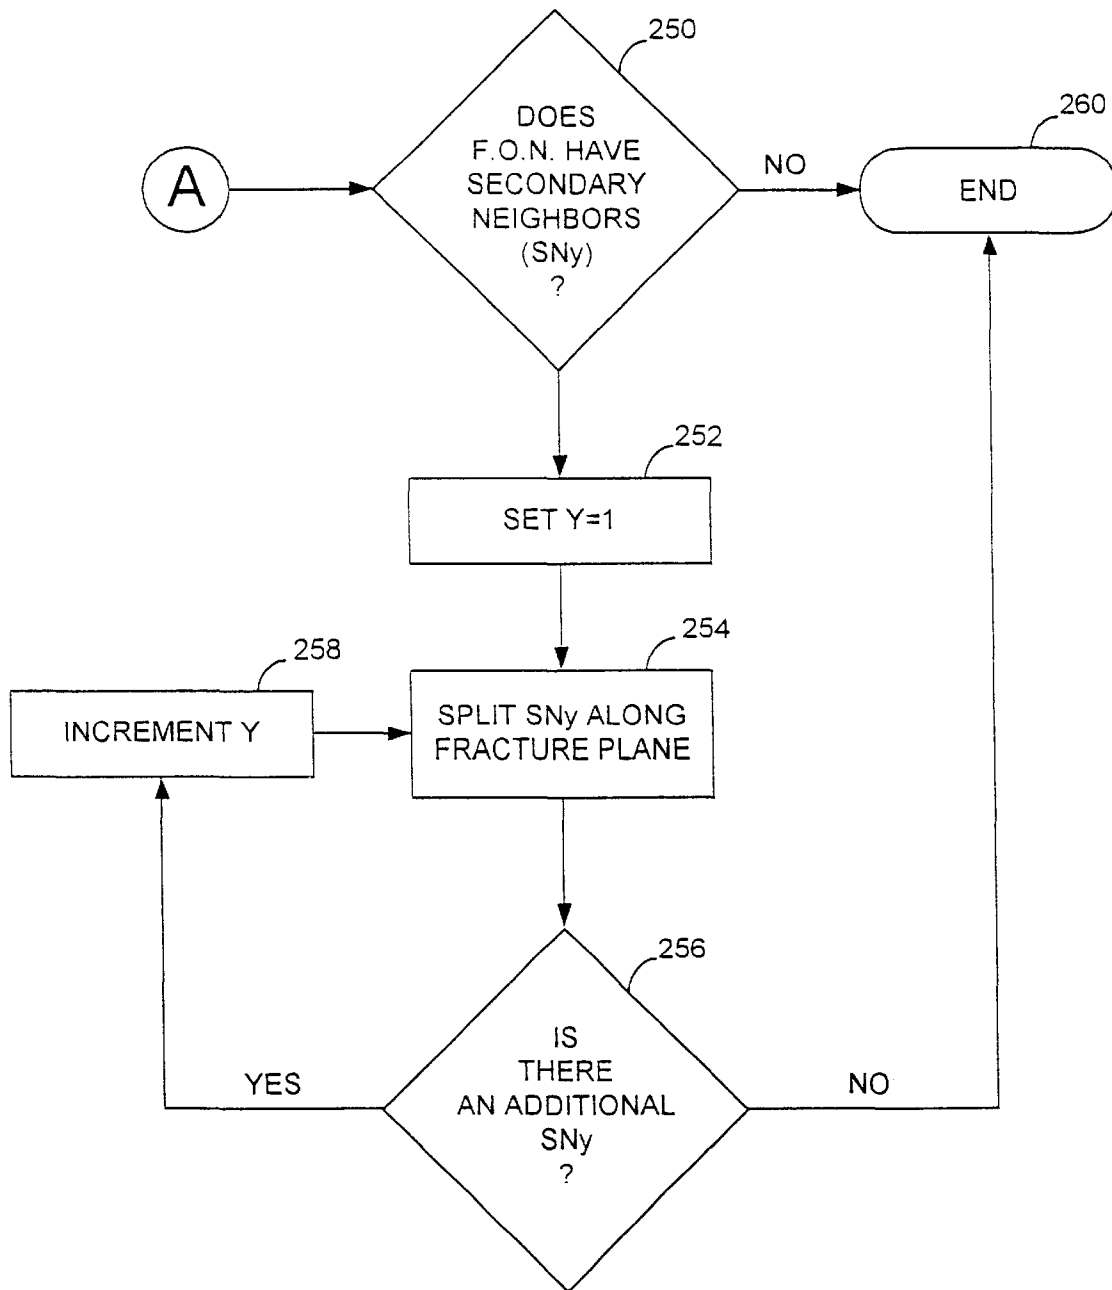 250
DOES
F.O.N. HAVE
SECONDARY
NEIGHBORS
(SNy)
?
A
NO
260
END
252
SET Y=1
254
SPLIT SNy ALONG
FRACTURE PLANE
258
INCREMENT Y
256
IS
THERE
AN ADDITIONAL
SNy
?
YES
NO